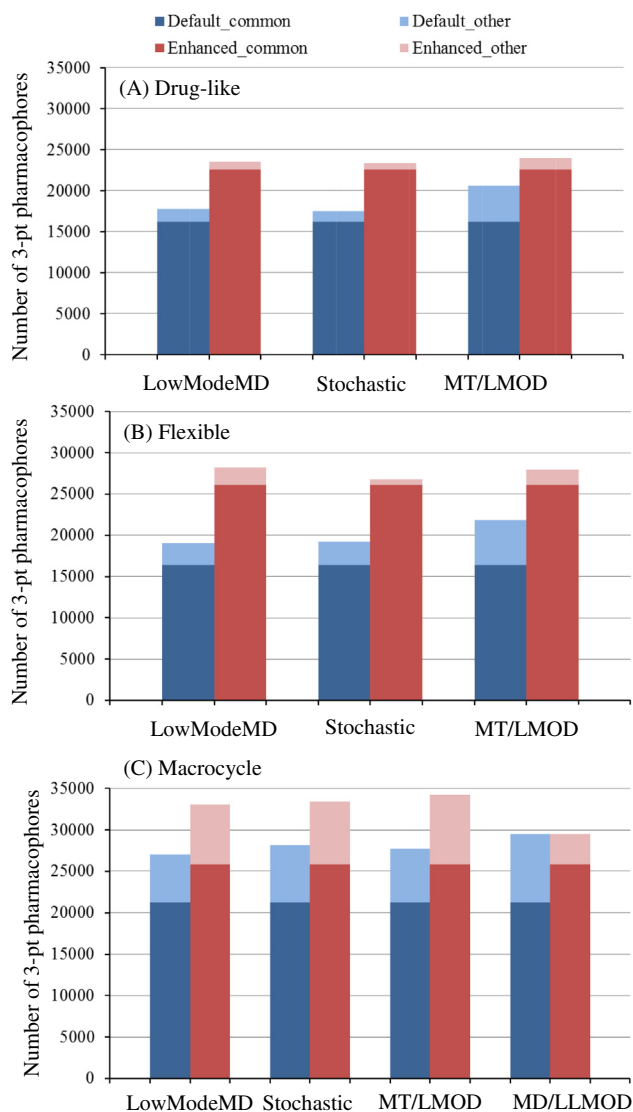 Default_common Default_other
Enhanced_common Enhanced_other
(A) Drug-like
Number of 3-pt pharmacophores
35000
30000
25000
20000
15000
10000
5000
0
LowModeMD Stochastic MT/LMOD
(B) Flexible
Number of 3-pt pharmacophores
35000
30000
25000
20000
15000
10000
5000
0
LowModeMD Stochastic MT/LMOD
(C) Macrocycle
Number of 3-pt pharmacophores
35000
30000
25000
20000
15000
10000
5000
0
LowModeMD Stochastic MT/LMOD MD/LLMOD